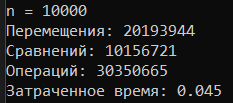 n = 10000
Перемещения: 20193944
Сравнений: 10156721
Операций: 30350665
Затраченное время: 0.045